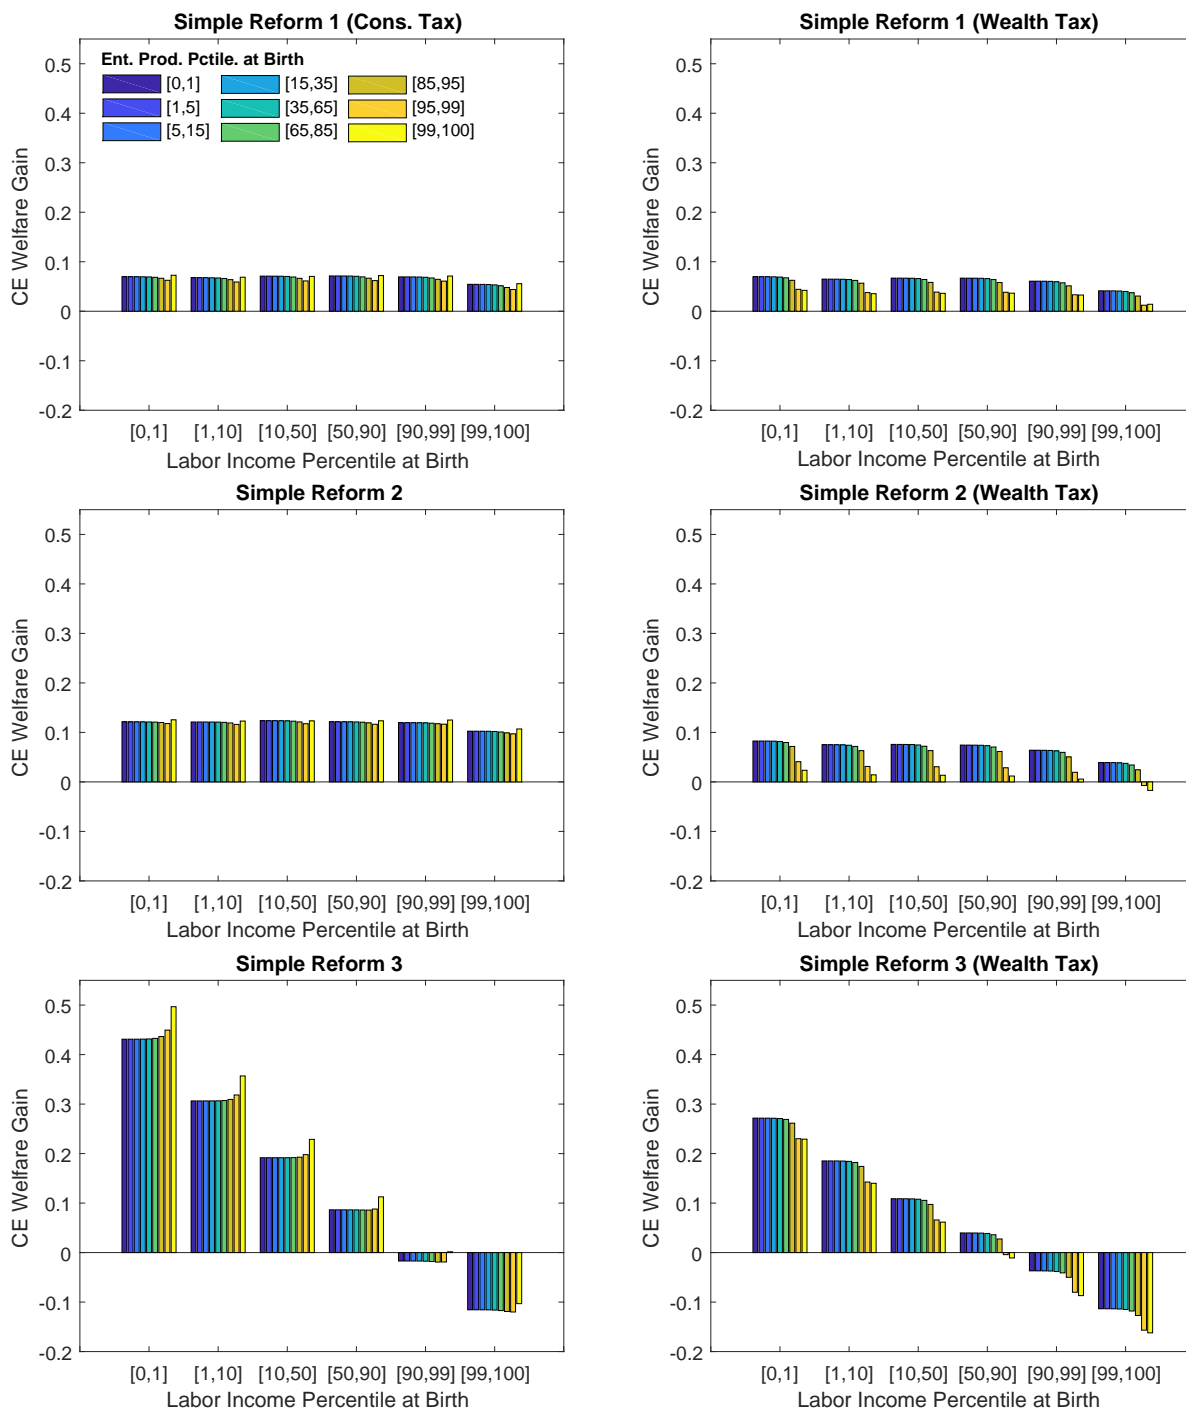 Simple Reform 1 (Cons. Tax)
Ent. Prod. Pctile. at Birth
[0,1] [15,35] [85,95]
[1,5] [35,65] [95,99]
[5,15] [65,85] [99,100]
0.5
0.4
0.3
0.2
0.1
0
-0.1
-0.2
CE Welfare Gain
[0,1] [1,10] [10,50] [50,90] [90,99] [99,100]
Labor Income Percentile at Birth
Simple Reform 1 (Wealth Tax)
0.5
0.4
0.3
0.2
0.1
0
-0.1
-0.2
CE Welfare Gain
[0,1] [1,10] [10,50] [50,90] [90,99] [99,100]
Labor Income Percentile at Birth
Simple Reform 2
0.5
0.4
0.3
0.2
0.1
0
-0.1
-0.2
CE Welfare Gain
[0,1] [1,10] [10,50] [50,90] [90,99] [99,100]
Labor Income Percentile at Birth
Simple Reform 2 (Wealth Tax)
0.5
0.4
0.3
0.2
0.1
0
-0.1
-0.2
CE Welfare Gain
[0,1] [1,10] [10,50] [50,90] [90,99] [99,100]
Labor Income Percentile at Birth
Simple Reform 3
0.5
0.4
0.3
0.2
0.1
0
-0.1
-0.2
CE Welfare Gain
[0,1] [1,10] [10,50] [50,90] [90,99] [99,100]
Labor Income Percentile at Birth
Simple Reform 3 (Wealth Tax)
0.5
0.4
0.3
0.2
0.1
0
-0.1
-0.2
CE Welfare Gain
[0,1] [1,10] [10,50] [50,90] [90,99] [99,100]
Labor Income Percentile at Birth